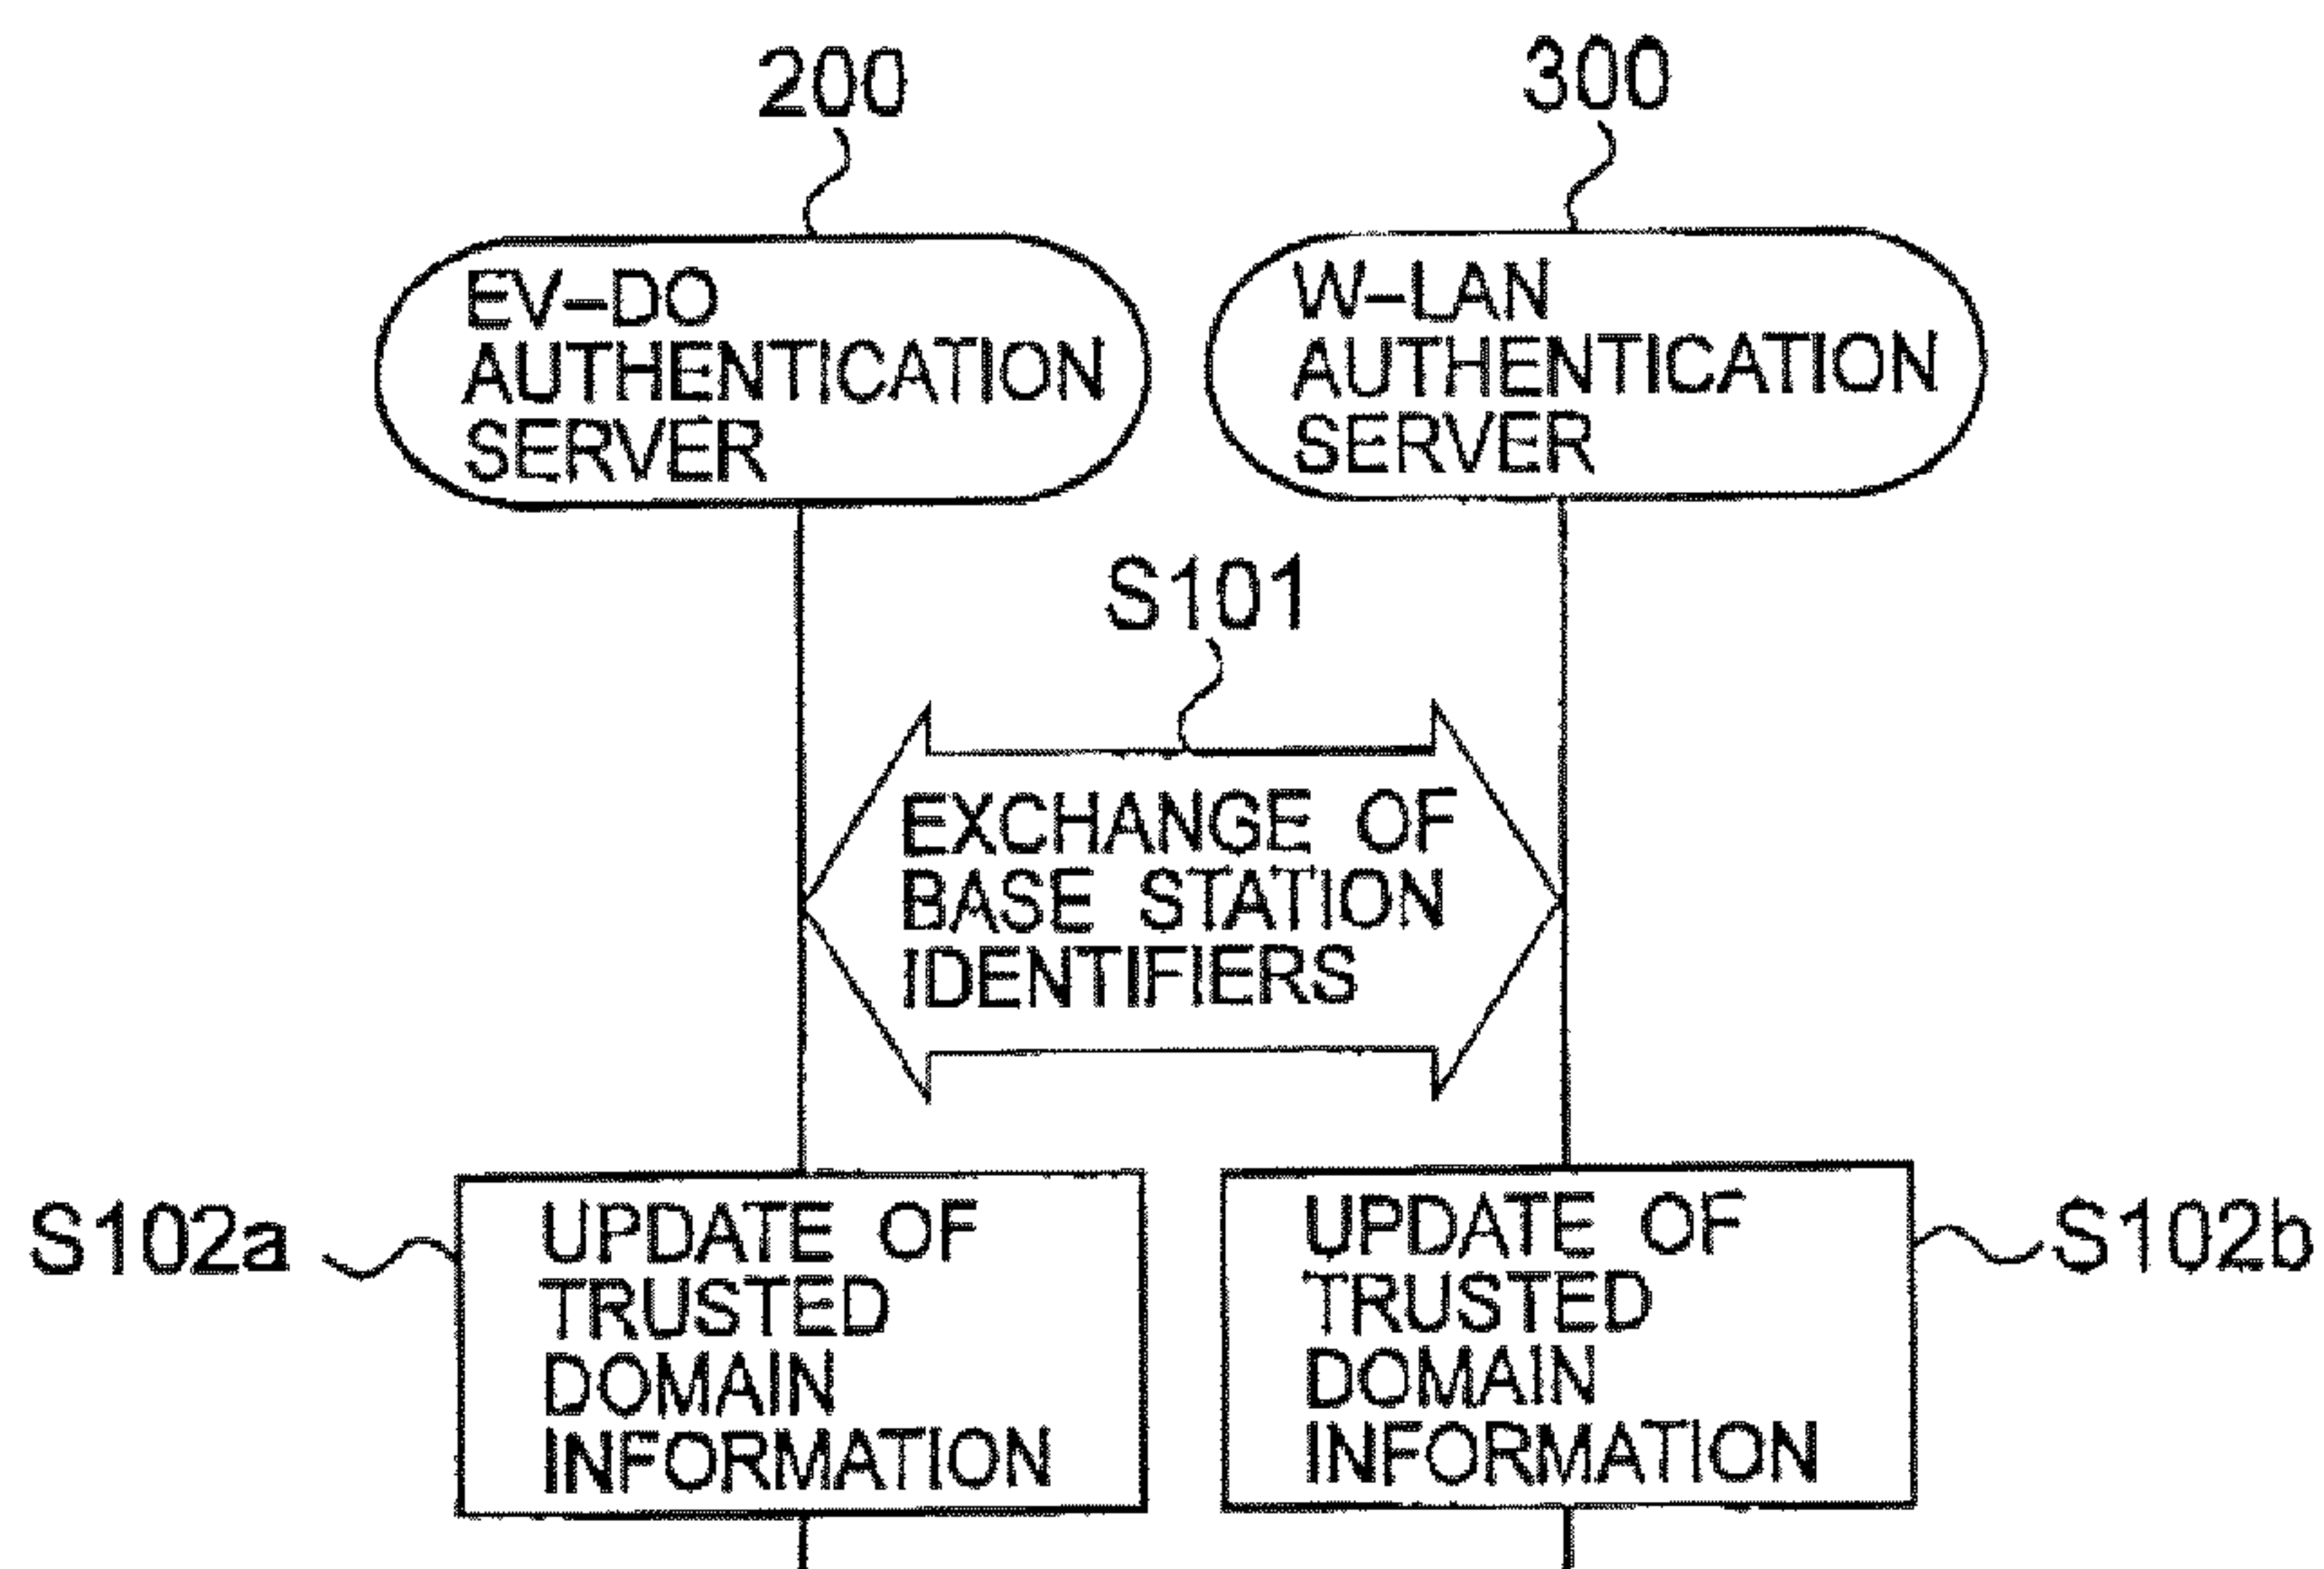 200
300
EV-DO
AUTHENTICATION
SERVER
W-LAN
AUTHENTICATION
SERVER
S101
EXCHANGE OF
BASE STATION
IDENTIFIERS
S102a
UPDATE OF
TRUSTED
DOMAIN
INFORMATION
UPDATE OF
TRUSTED
DOMAIN
INFORMATION
S102b